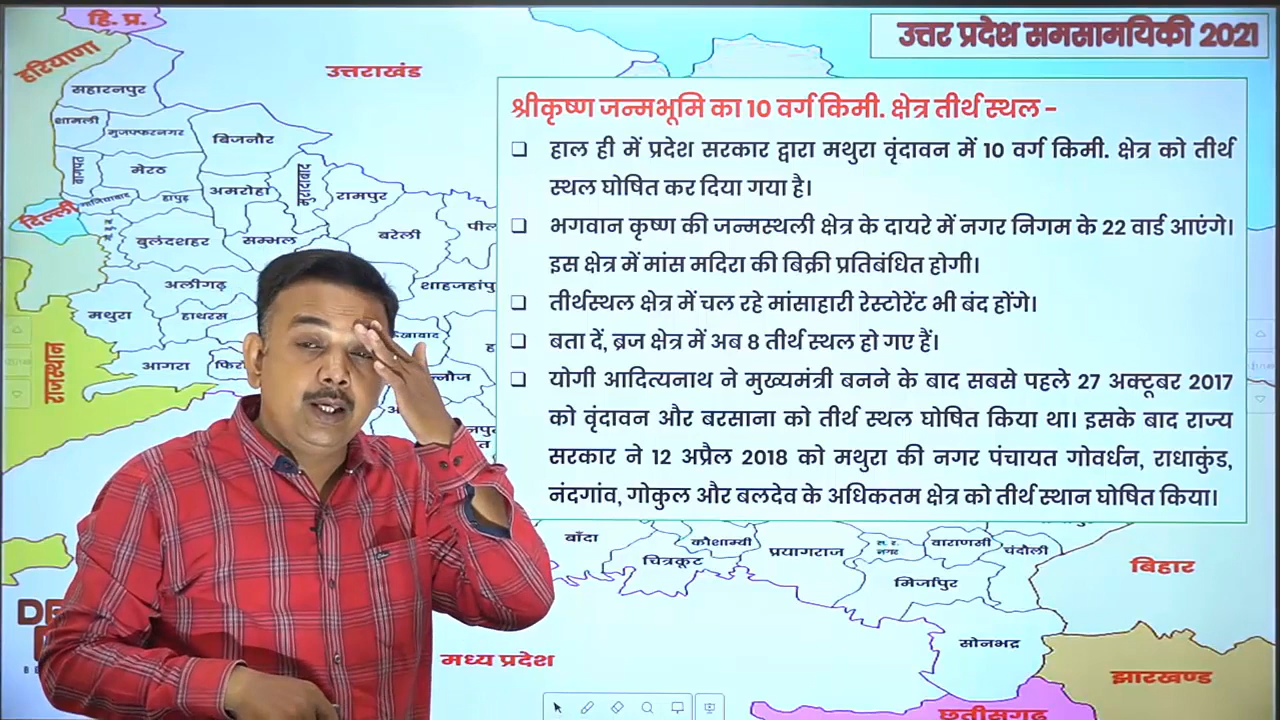 उत्तर प्रदेश समसामयिकी 2021
हि. प्र.
हरियाणा
उत्तराखंड
सहारनपुर
शामली
मुजफ्फरनगर
बिजनौर
बागपत
मेरठ
अमरोहा
मुरादाबाद
रामपुर
दिल्ली
गाजियाबाद
हापुड़
बुलंदशहर
सम्भल
बरेली
अलीगढ़
शाहजहांपु
मथुरा
हाथरस
राजस्थान
आगरा
श्रीकृष्ण जन्मभूमि का 10 वर्ग किमी. क्षेत्र तीर्थ स्थल -
❑ हाल ही में प्रदेश सरकार द्वारा मथुरा वृंदावन में 10 वर्ग किमी. क्षेत्र को तीर्थ
स्थल घोषित कर दिया गया है।
❑ भगवान कृष्ण की जन्मस्थली क्षेत्र के दायरे में नगर निगम के 22 वार्ड आएंगे।
इस क्षेत्र में मांस मदिरा की बिक्री प्रतिबंधित होगी।
❑ तीर्थस्थल क्षेत्र में चल रहे मांसाहारी रेस्टोरेंट भी बंद होंगे।
❑ बता दें, ब्रज क्षेत्र में अब 8 तीर्थ स्थल हो गए हैं।
❑ योगी आदित्यनाथ ने मुख्यमंत्री बनने के बाद सबसे पहले 27 अक्टूबर 2017
को वृंदावन और बरसाना को तीर्थ स्थल घोषित किया था। इसके बाद राज्य
सरकार ने 12 अप्रैल 2018 को मथुरा की नगर पंचायत गोवर्धन, राधाकुंड,
नंदगांव, गोकुल और बलदेव के अधिकतम क्षेत्र को तीर्थ स्थान घोषित किया।
बाँदा
कौशाम्बी
चित्रकूट
प्रयागराज
स. र.
नगर
वाराणसी
चंदौली
मिर्जापुर
सोनभद्र
बिहार
मध्य प्रदेश
झारखण्ड
छत्तीसगढ़